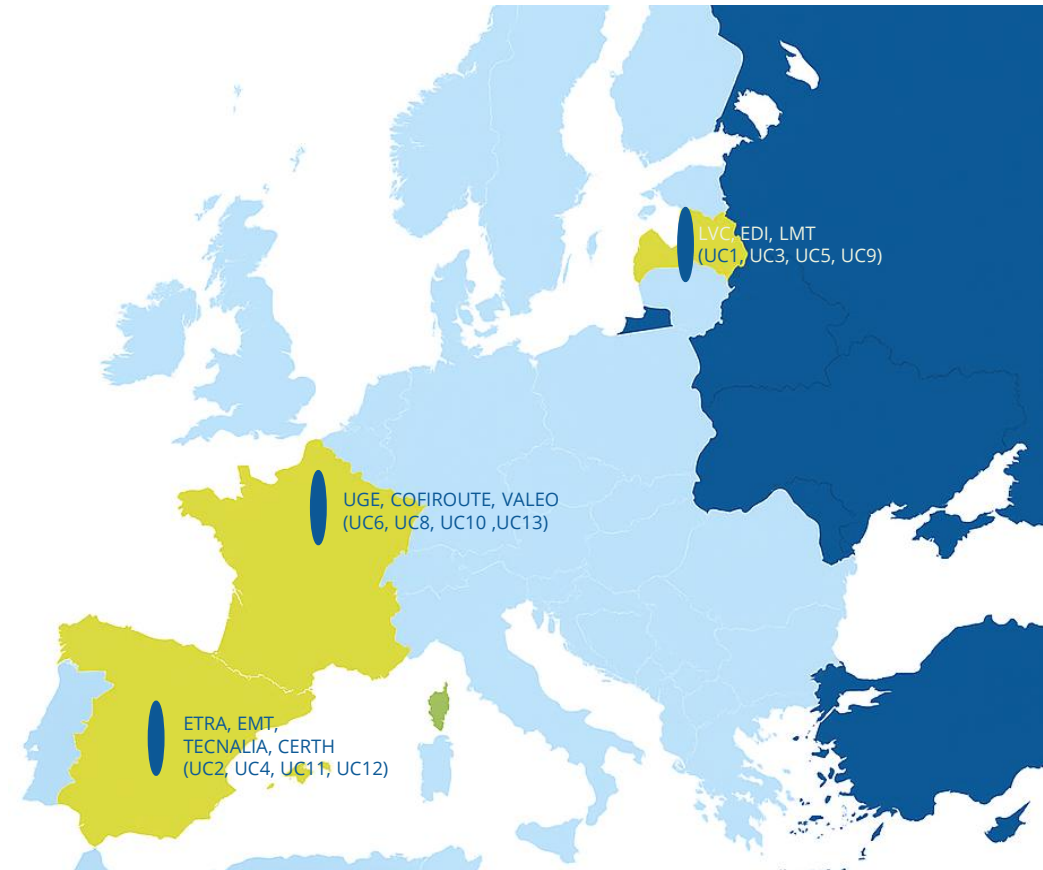 LVC, EDI, LMT
(UC1, UC3, UC5, UC9)
UGE, COFIROUTE, VALEO
(UC6, UC8, UC10 ,UC13)
ETRA, EMT,
TECNALIA, CERTH
(UC2, UC4, UC11, UC12)